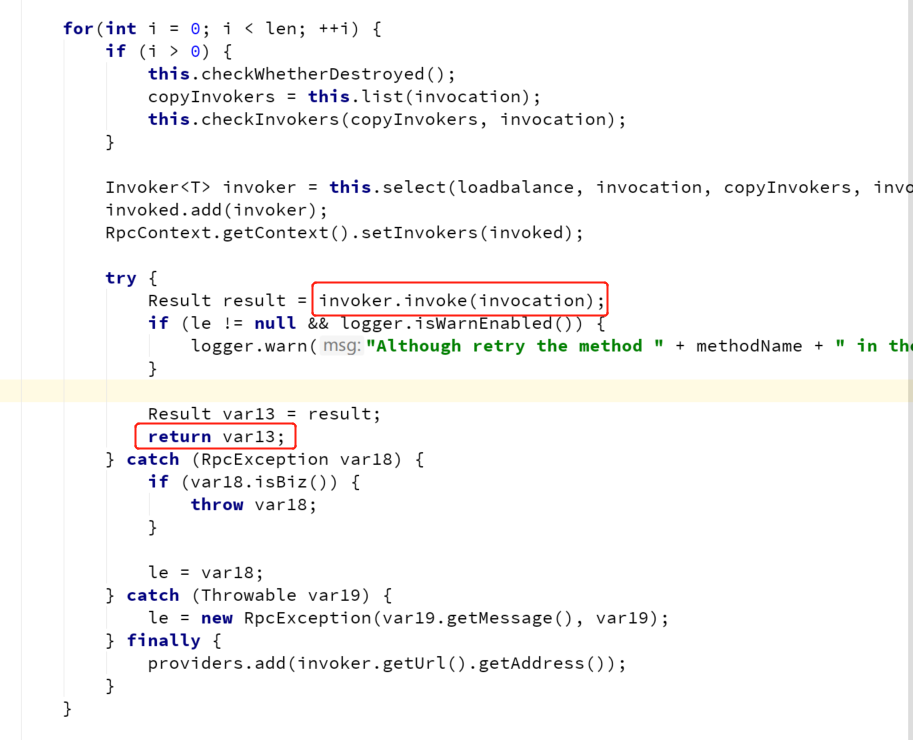 for(int i = 0; i < len; ++i) {
if (i > 0) {
this.checkWhetherDestroyed();
copyInvokers = this.list(invocation);
this.checkInvokers(copyInvokers, invocation);
}
Invoker<T> invoker = this.select(loadbalance, invocation, copyInvokers, invo
invoked.add(invoker);
RpcContext.getContext().setInvokers(invoked);
try {
Result result = invoker.invoke(invocation);
if (le != null && logger.isWarnEnabled()) {
logger.warn( msg: "Although retry the method " + methodName + " in the
}
Result var13 = result;
return var13;
} catch (RpcException var18) {
if (var18.isBiz()) {
throw var18;
}
le = var18;
} catch (Throwable var19) {
le = new RpcException(var19.getMessage(), var19);
} finally {
providers.add(invoker.getUrl().getAddress());
}
}